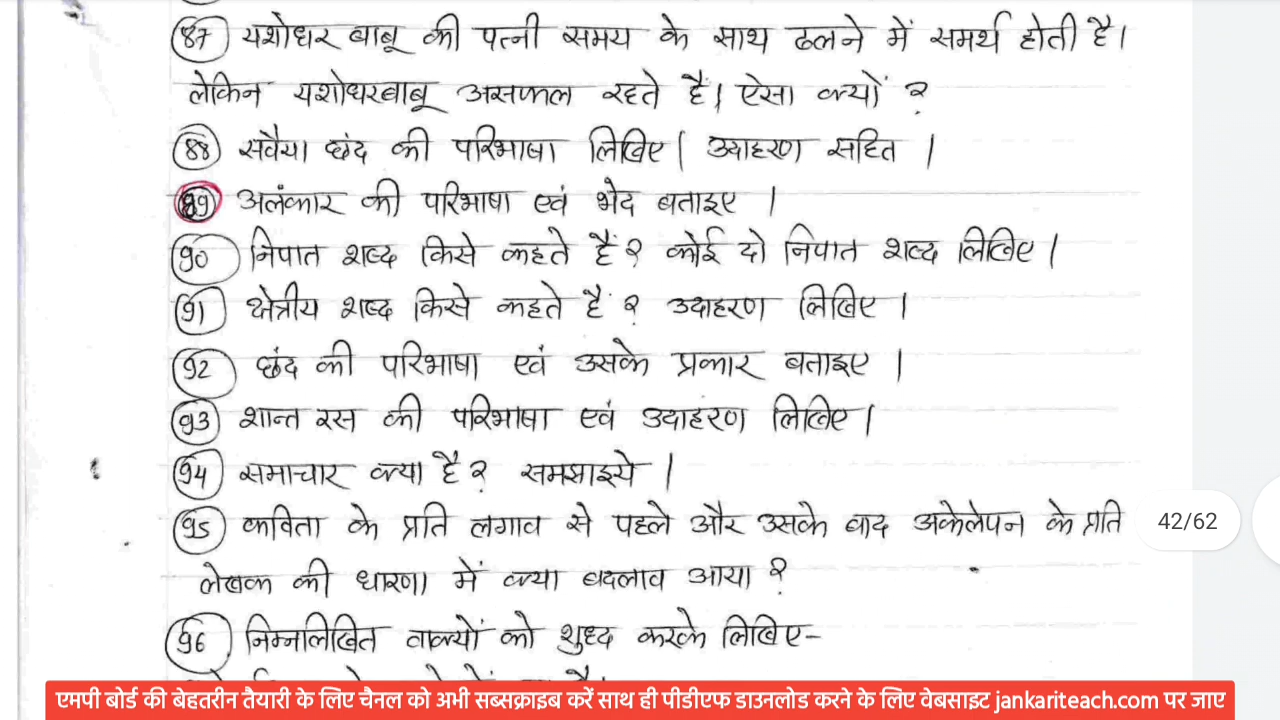 87 यशोधर बाबू की पत्नी समय के साथ ढलने में समर्थ होती है।
लेकिन यशोधरबाबू असफल रहते हैं। ऐसा क्यों ?
88 सवैया छंद की परिभाषा लिखिए। उदाहरण सहित ।
89 अलंकार की परिभाषा एवं भेद बताइए ।
90 निपात शब्द किसे कहते हैं ? कोई दो निपात शब्द लिखिए।
91 क्षेत्रीय शब्द किसे कहते हैं ? उदाहरण लिखिए ।
92 छंद की परिभाषा एवं उसके प्रकार बताइए ।
93 शान्त रस की परिभाषा एवं उदाहरण लिखिए।
94 समाचार क्या है ? समझाइये ।
95 कविता के प्रति लगाव से पहले और उसके बाद अकेलेपन के प्रति
42/62
लेखक की धारणा में क्या बदलाव आया ?
96 निम्नलिखित वाक्यों को शुध्द करके लिखिए-
एमपी बोर्ड की बेहतरीन तैयारी के लिए चैनल को अभी सब्सक्राइब करें साथ ही पीडीएफ डाउनलोड करने के लिए वेबसाइट jankariteach.com पर जाए